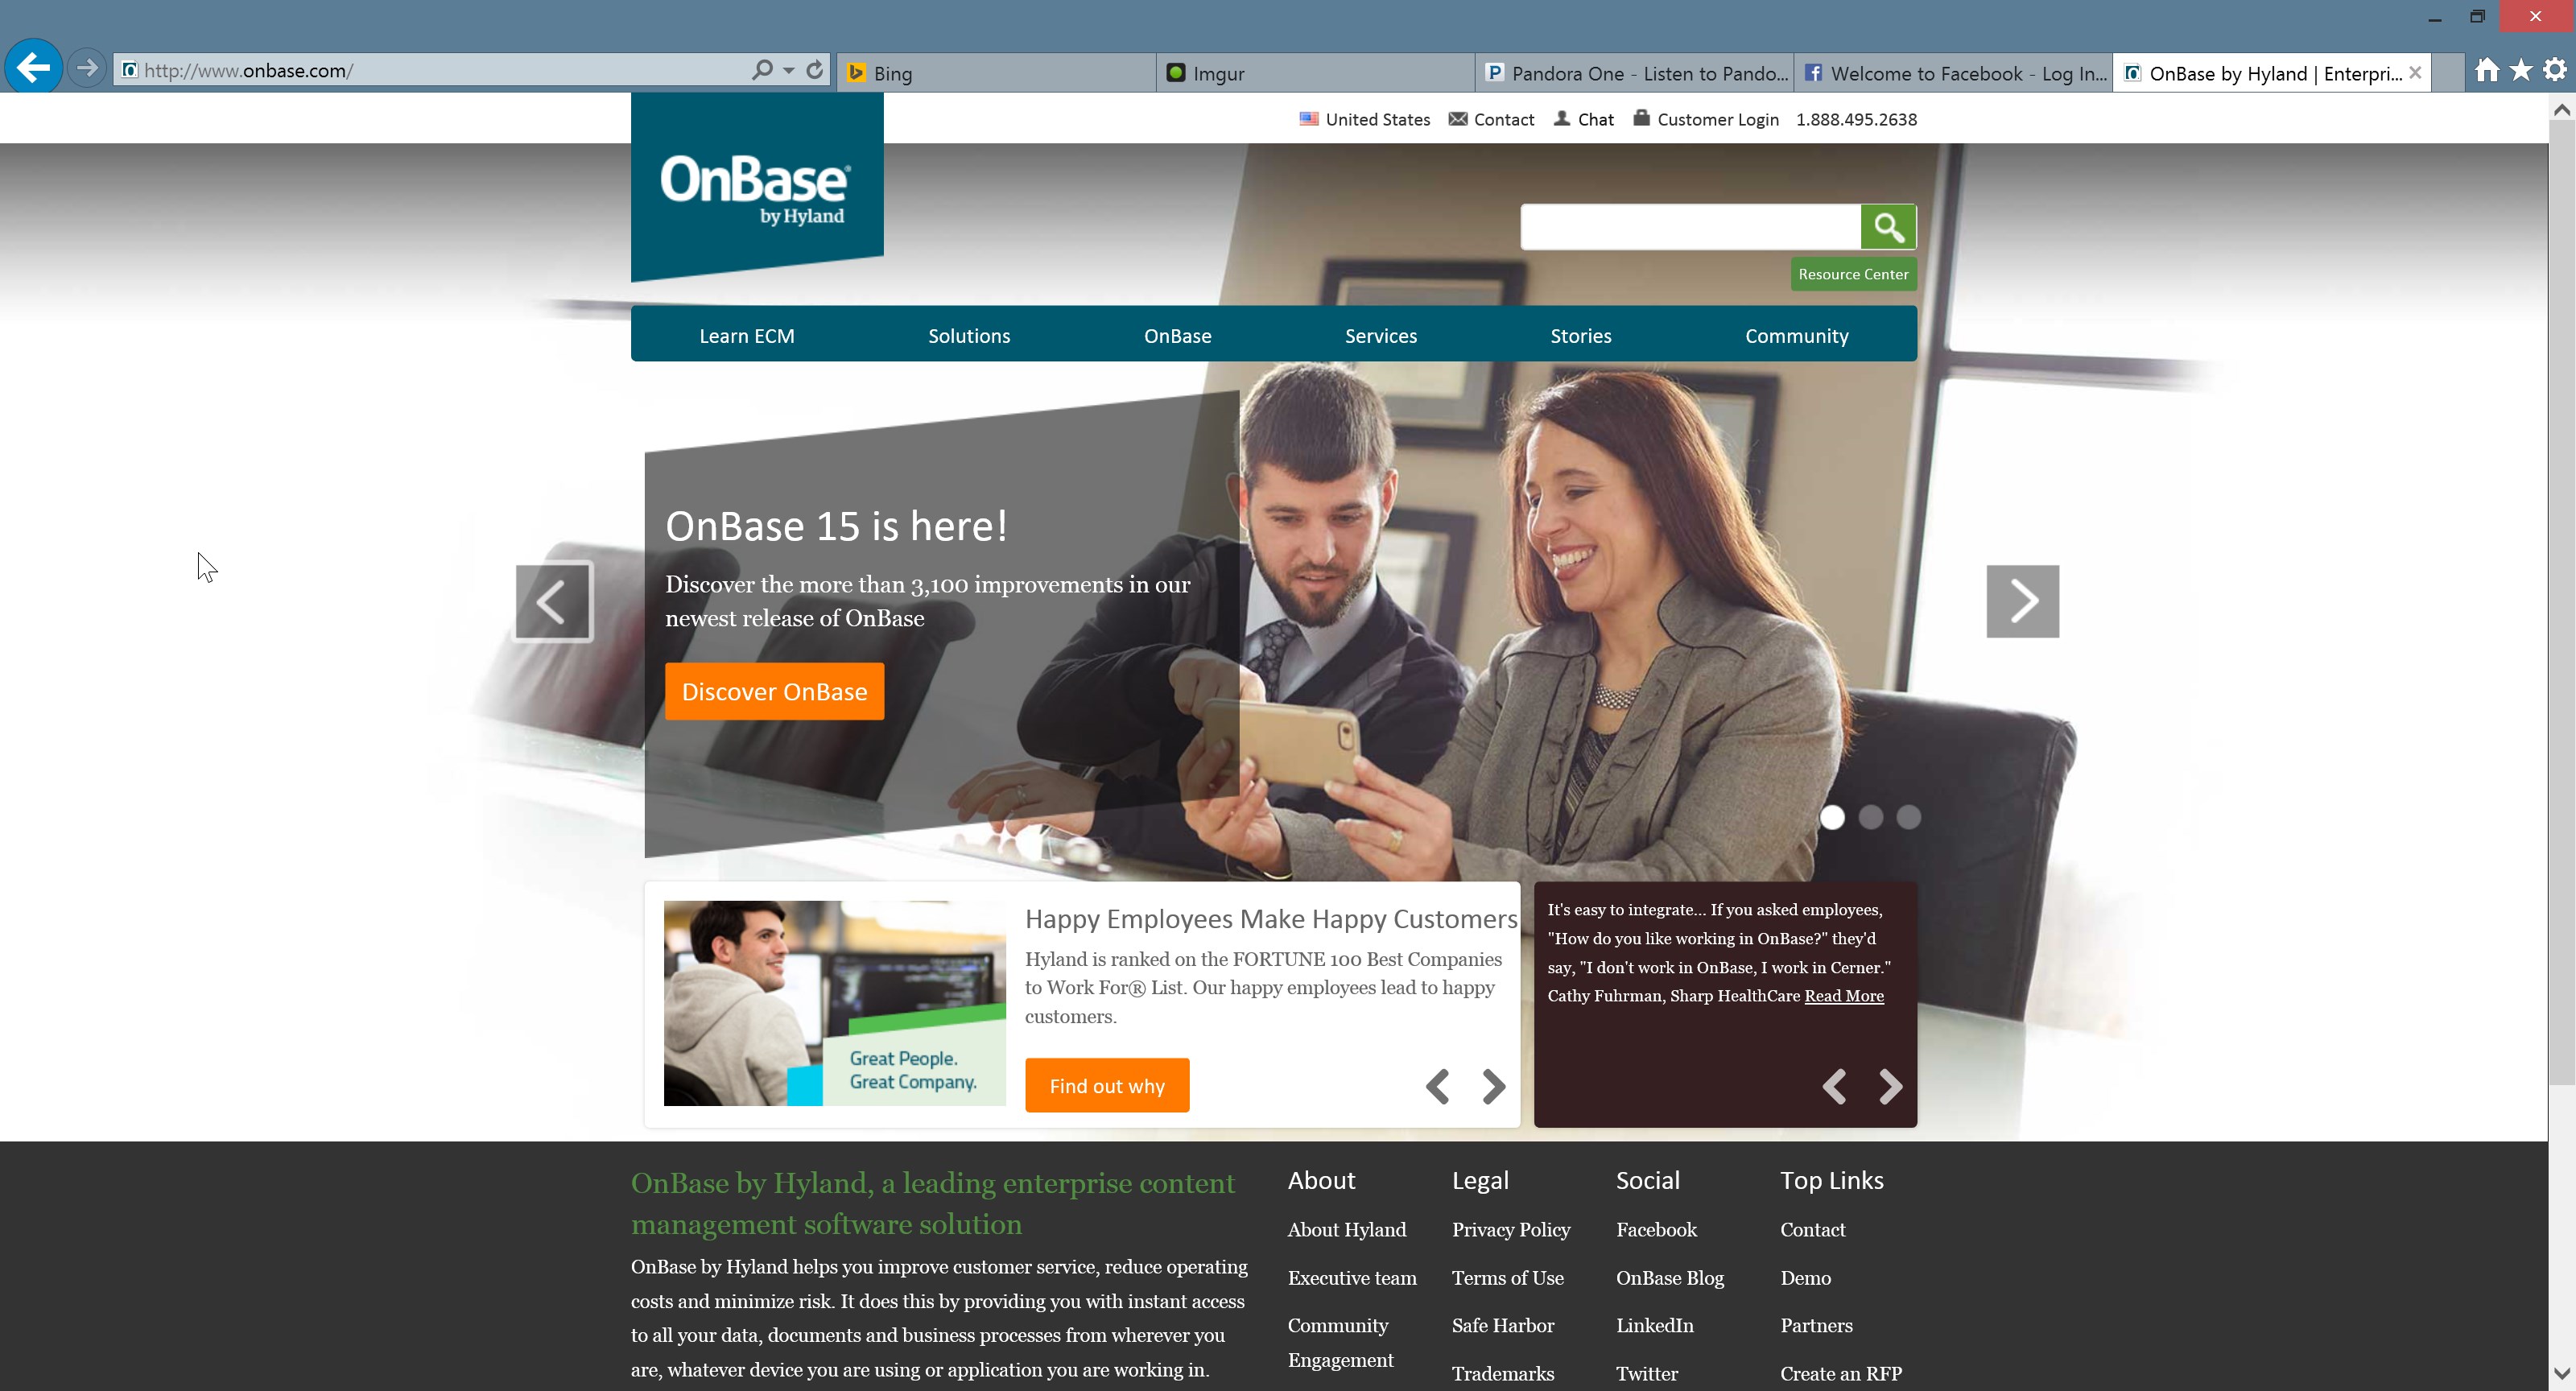 http://www.onbase.com/
Bing
Imgur
Pandora One - Listen to Pando...
Welcome to Facebook - Log In...
OnBase by Hyland | Enterpri...
United States
Contact
Chat
Customer Login
1.888.495.2638
OnBase®
by Hyland
Resource Center
Learn ECM
Solutions
OnBase
Services
Stories
Community
OnBase 15 is here!
Discover the more than 3,100 improvements in our
newest release of OnBase
Discover OnBase
Great People.
Great Company.
Happy Employees Make Happy Customers
Hyland is ranked on the FORTUNE 100 Best Companies
to Work For® List. Our happy employees lead to happy
customers.
Find out why
It's easy to integrate... If you asked employees,
"How do you like working in OnBase?" they'd
say, "I don't work in OnBase, I work in Cerner."
Cathy Fuhrman, Sharp HealthCare Read More
OnBase by Hyland, a leading enterprise content
management software solution
OnBase by Hyland helps you improve customer service, reduce operating
costs and minimize risk. It does this by providing you with instant access
to all your data, documents and business processes from wherever you
are, whatever device you are using or application you are working in.
About
About Hyland
Executive team
Community
Engagement
Legal
Privacy Policy
Terms of Use
Safe Harbor
Trademarks
Social
Facebook
OnBase Blog
LinkedIn
Twitter
Top Links
Contact
Demo
Partners
Create an RFP